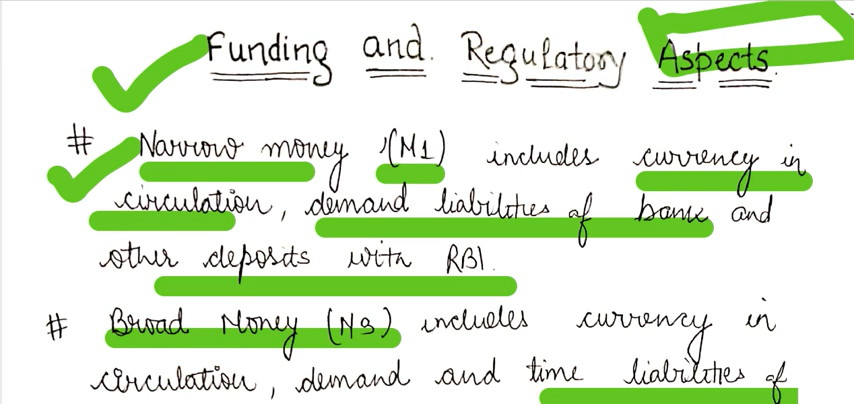 Funding and Regulatory Aspects
# Narrow money (M1) includes currency in
circulation, demand liabilities of bank and
other deposits with RBI.
# Broad Money (M3) includes currency in
circulation, demand and time liabilities of